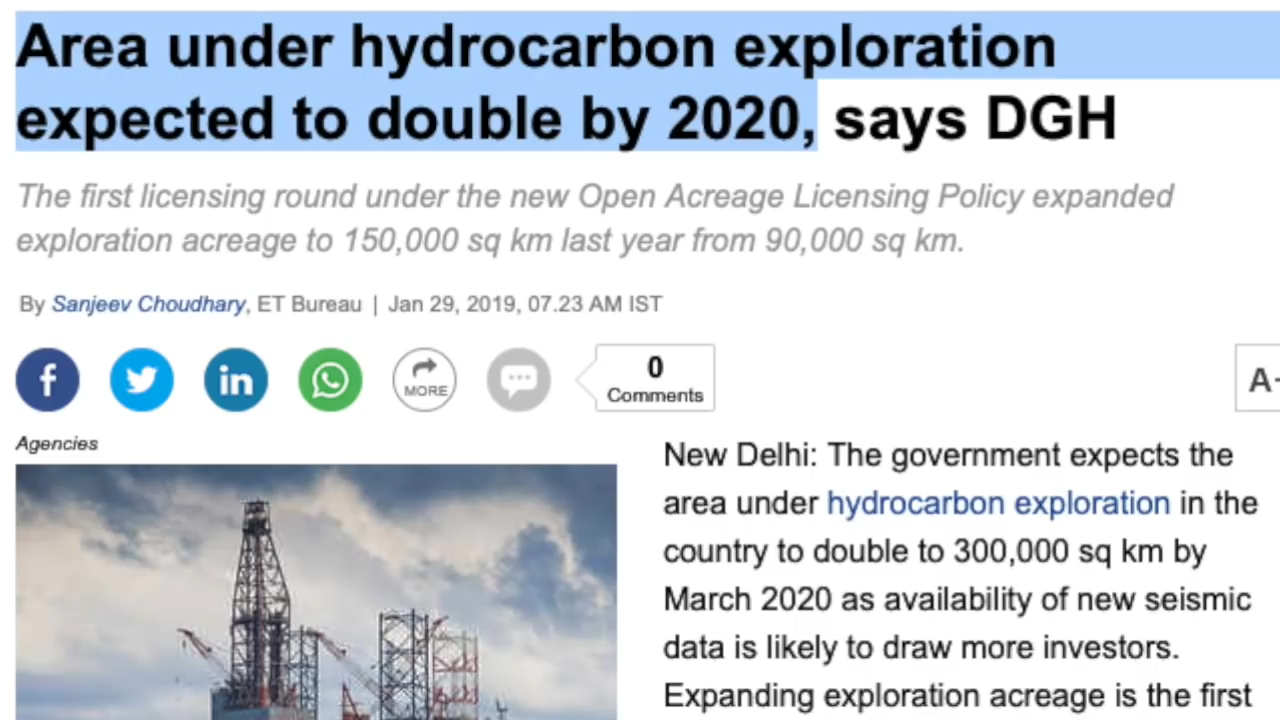 Area under hydrocarbon exploration
expected to double by 2020, says DGH
The first licensing round under the new Open Acreage Licensing Policy expanded
exploration acreage to 150,000 sq km last year from 90,000 sq km.
By Sanjeev Choudhary, ET Bureau | Jan 29, 2019, 07.23 AM IST
f
in
MORE
0
Comments
A-
Agencies
New Delhi: The government expects the
area under hydrocarbon exploration in the
country to double to 300,000 sq km by
March 2020 as availability of new seismic
data is likely to draw more investors.
Expanding exploration acreage is the first